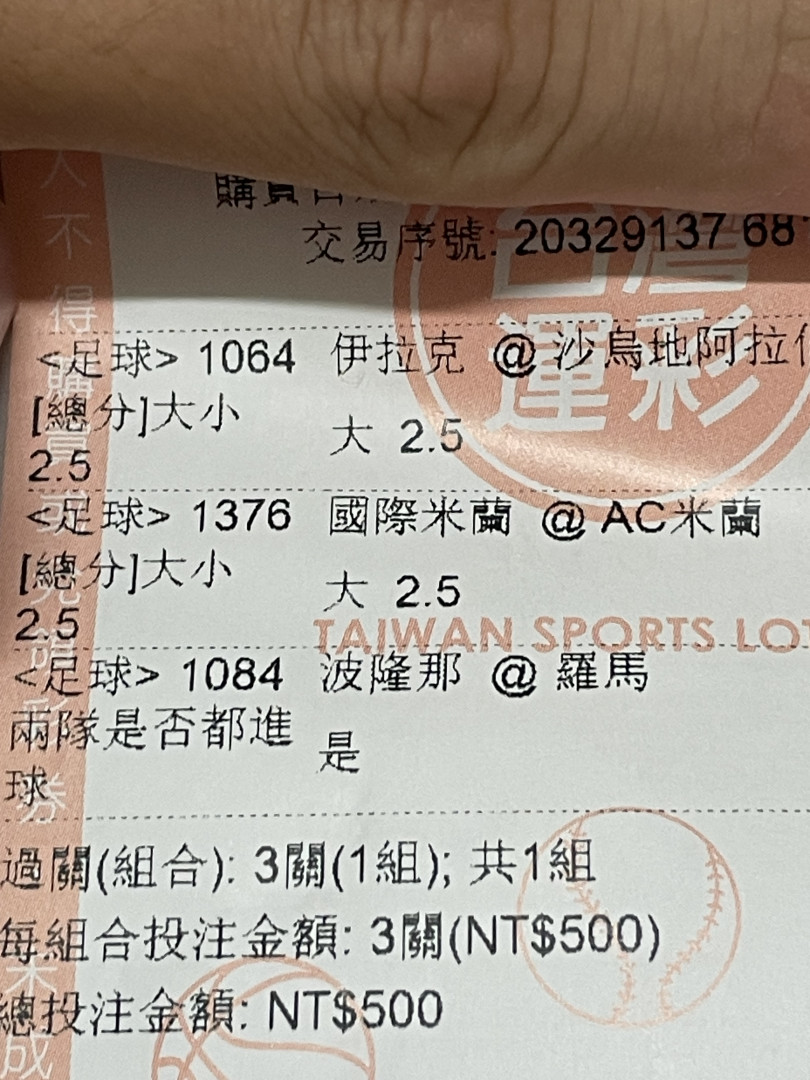 交易序號: 20329137 68
<足球> 1064 伊拉克 @ 沙烏地阿拉
[總分]大小 大 2.5
2.5
<足球> 1376 國際米蘭 @ AC米蘭
[總分]大小 大 2.5
2.5
TAIWAN SPORTS LOT
<足球> 1084 波隆那 @ 羅馬
兩隊是否都進 是
球
過關(組合): 3關(1組); 共1組
每組合投注金額: 3關(NT$500)
總投注金額: NT$500